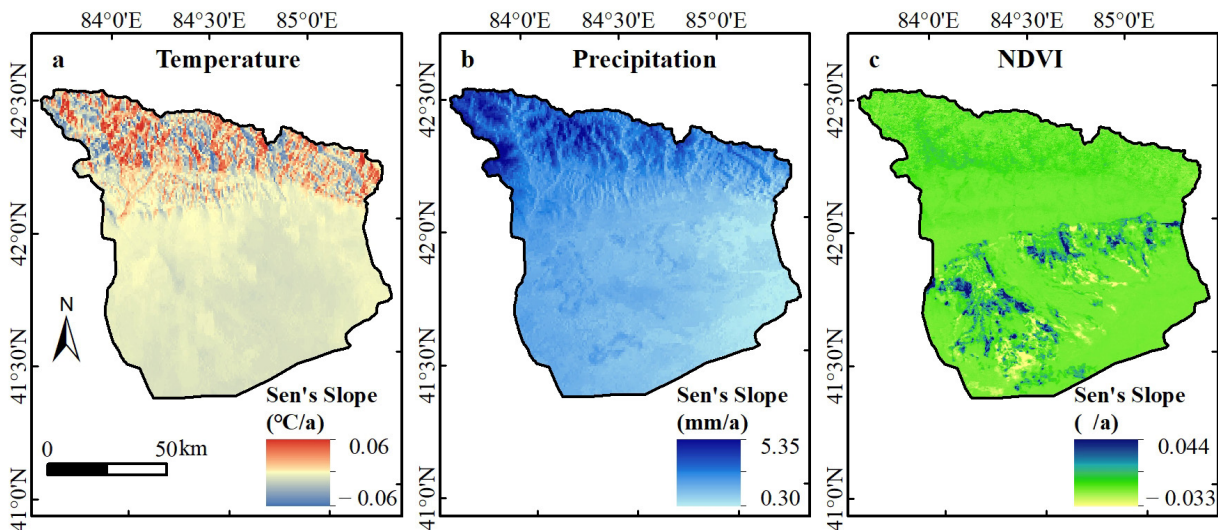 84°0'E 84°30'E 85°0'E
84°0'E 84°30'E 85°0'E
84°0'E 84°30'E 85°0'E
a Temperature
b Precipitation
c NDVI
42°30'N
42°0'N
41°30'N
41°0'N
42°30'N
42°0'N
41°30'N
41°0'N
42°30'N
42°0'N
41°30'N
41°0'N
N
0 50km
Sen's Slope
(°C/a)
0.06
−0.06
Sen's Slope
(mm/a)
5.35
0.30
Sen's Slope
( /a)
0.044
−0.033